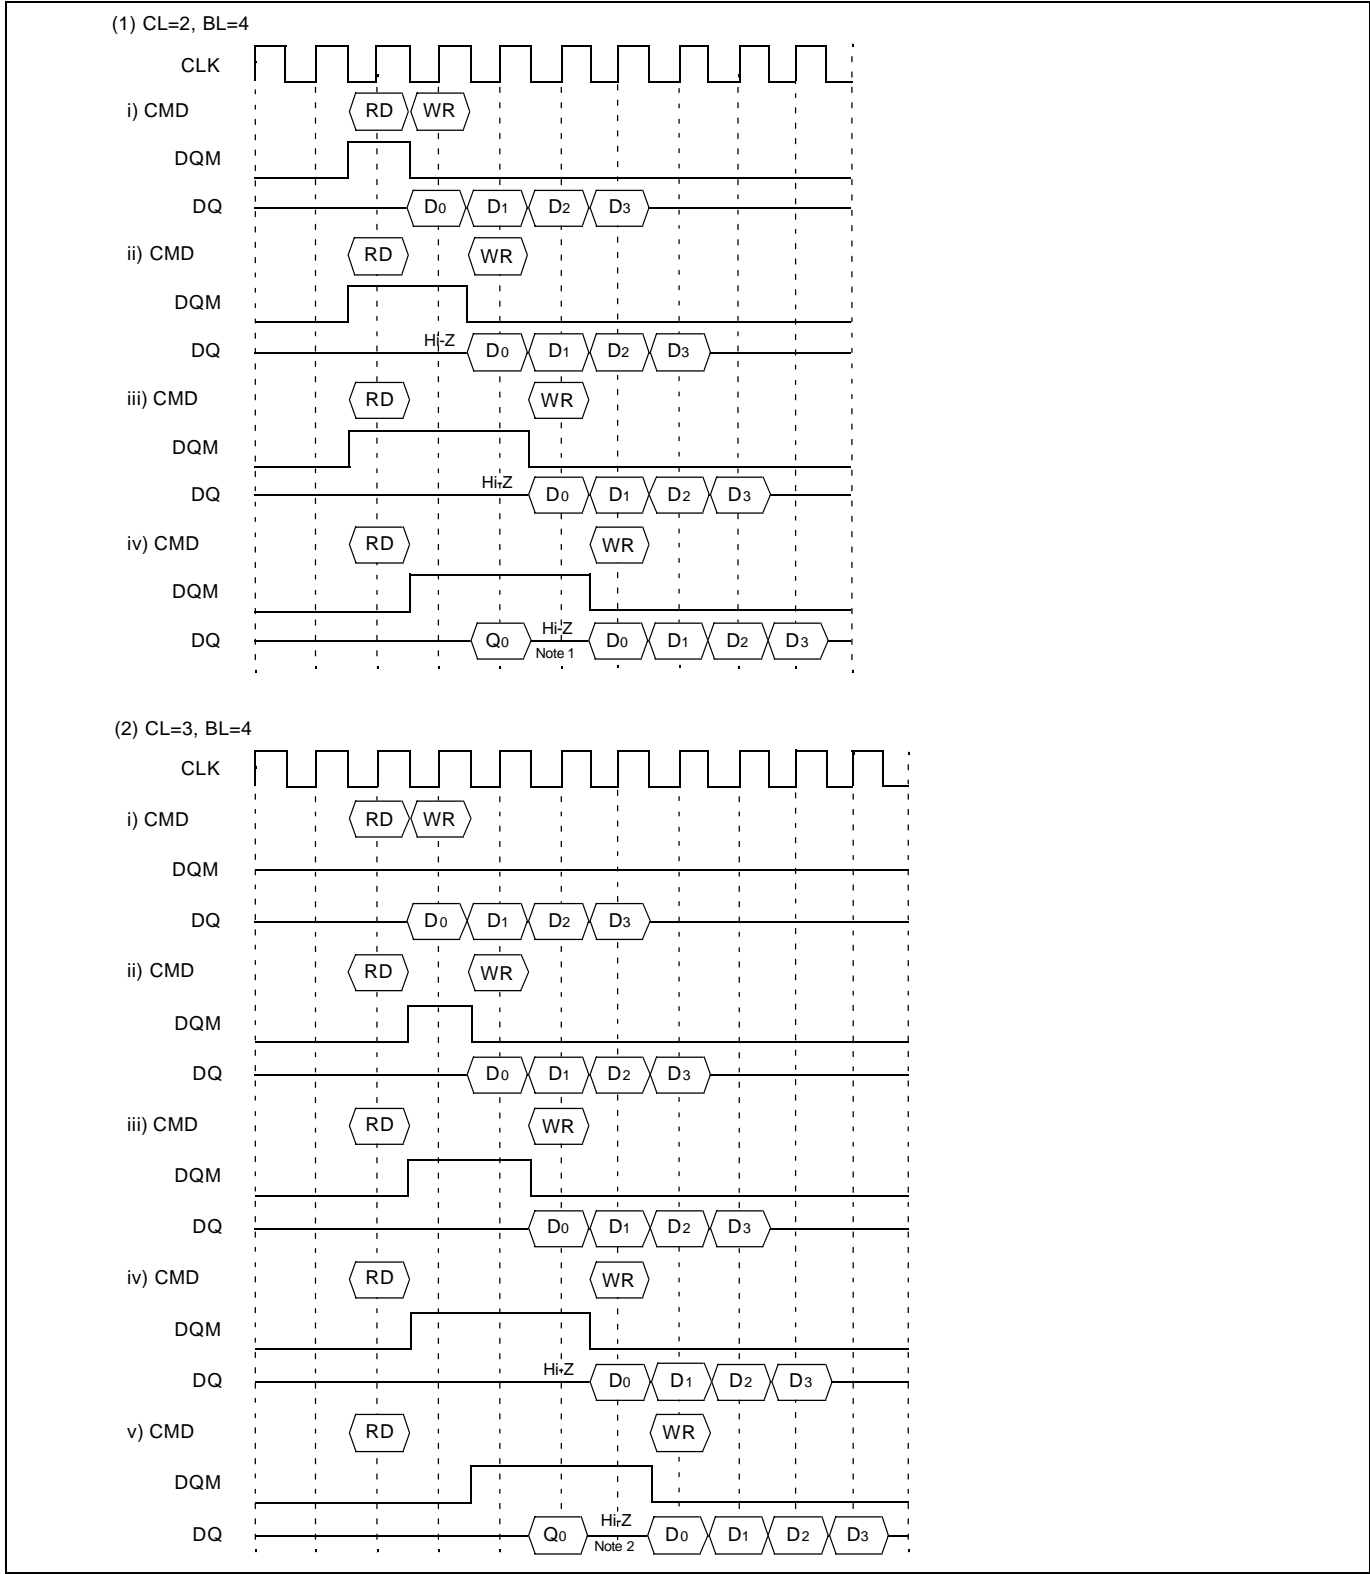 (1) CL=2, BL=4
CLK
i) CMD RD WR
DQM
DQ D0 D1 D2 D3
ii) CMD RD WR
DQM
DQ Hi-Z D0 D1 D2 D3
iii) CMD RD WR
DQM
DQ Hi-Z D0 D1 D2 D3
iv) CMD RD WR
DQM
DQ Q0 Hi-Z D0 D1 D2 D3
Note 1
(2) CL=3, BL=4
CLK
i) CMD RD WR
DQM
DQ D0 D1 D2 D3
ii) CMD RD WR
DQM
DQ D0 D1 D2 D3
iii) CMD RD WR
DQM
DQ D0 D1 D2 D3
iv) CMD RD WR
DQM
DQ Hi-Z D0 D1 D2 D3
v) CMD RD WR
DQM
DQ Q0 Hi-Z D0 D1 D2 D3
Note 2